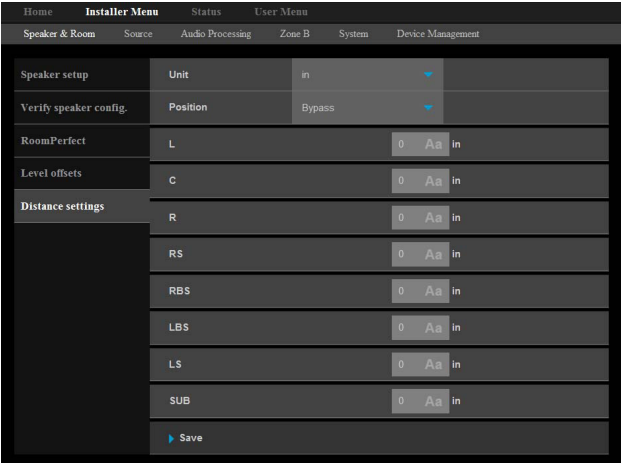 Home Installer Menu Status User Menu
Speaker & Room Source Audio Processing Zone B System Device Management
Speaker setup
Verify speaker config.
RoomPerfect
Level offsets
Distance settings
Unit in
Position Bypass
L 0 Aa in
C 0 Aa in
R 0 Aa in
RS 0 Aa in
RBS 0 Aa in
LBS 0 Aa in
LS 0 Aa in
SUB 0 Aa in
Save